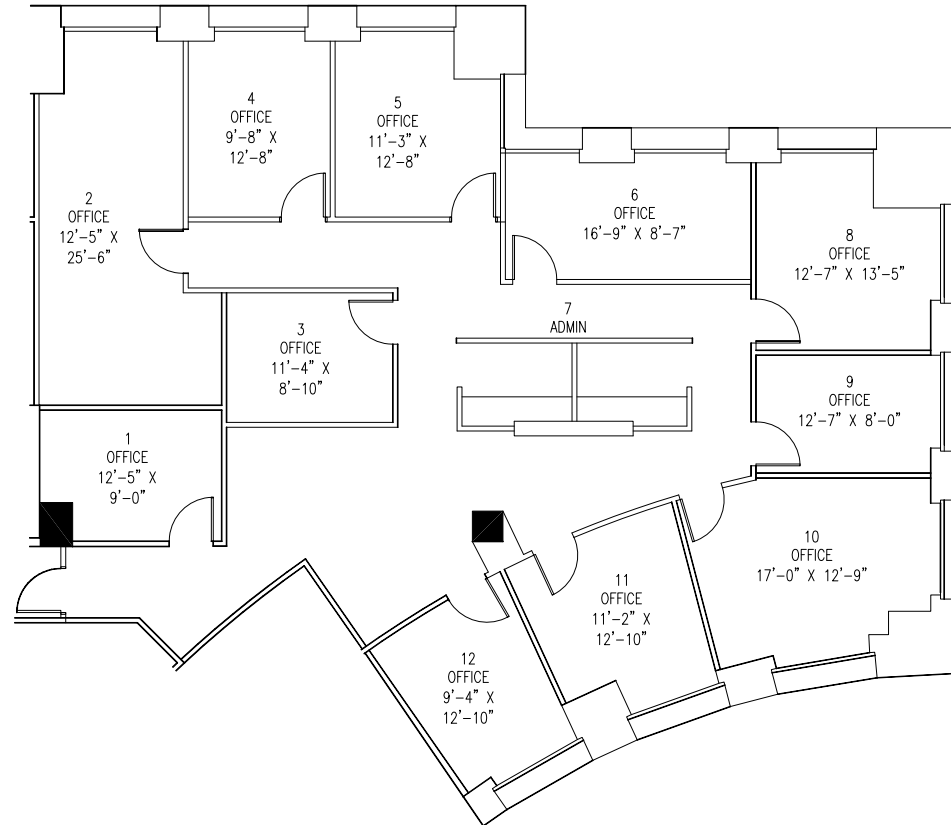 1
OFFICE
12'-5" X
9'-0"
2
OFFICE
12'-5" X
25'-6"
3
OFFICE
11'-4" X
8'-10"
4
OFFICE
9'-8" X
12'-8"
5
OFFICE
11'-3" X
12'-8"
6
OFFICE
16'-9" X 8'-7"
7
ADMIN
8
OFFICE
12'-7" X 13'-5"
9
OFFICE
12'-7" X 8'-0"
10
OFFICE
17'-0" X 12'-9"
11
OFFICE
11'-2" X
12'-10"
12
OFFICE
9'-4" X
12'-10"